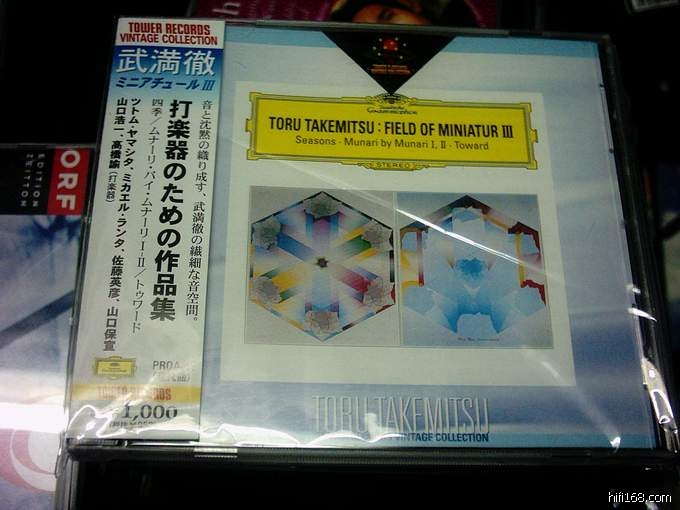 TOWER RECORDS
VINTAGE COLLECTION
武満徹
ミニアチュール III
音と沈黙の織り成す、武満徹の繊細な音空間。
打楽器のための作品集
四季/ムナーリ・バイ・ムナーリ I・II/トゥワード
ツトム・ヤマシタ、ミカエル・ランタ、佐藤英彦、山口保宣
山口浩一、髙橋諭(打楽器)
PROA
TOWER RECORDS
¥1,000
TORU TAKEMITSU : FIELD OF MINIATUR III
Seasons · Munari by Munari I, II · Toward
STEREO
TORU TAKEMITSU
VINTAGE COLLECTION
ORF
EDITION
hifi168.com